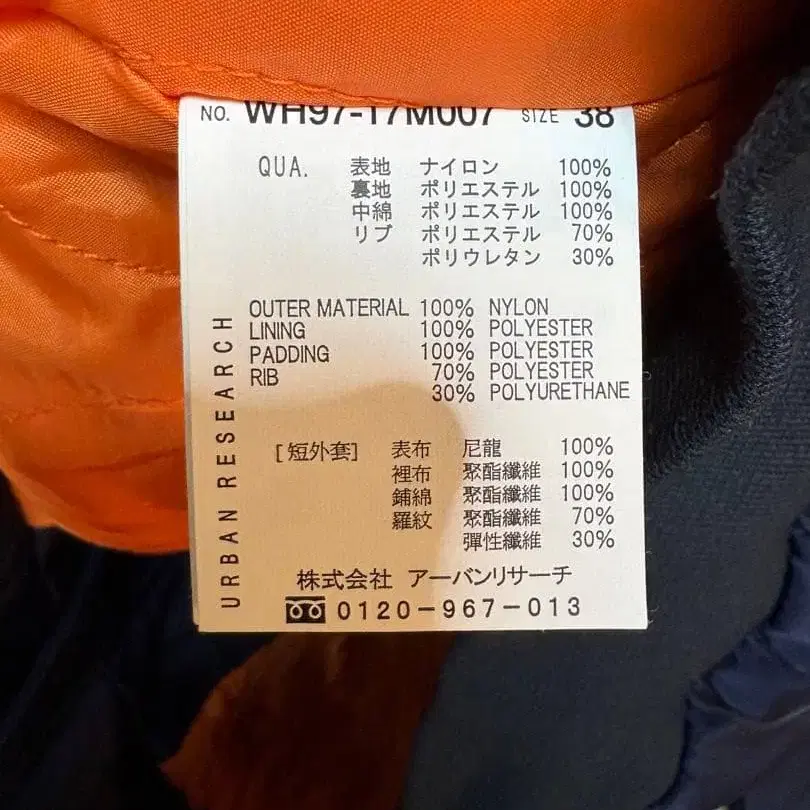 NO. WH97-17M007 SIZE 38
QUA. 表地 ナイロン 100%
裏地 ポリエステル 100%
中綿 ポリエステル 100%
リブ ポリエステル 70%
ポリウレタン 30%
OUTER MATERIAL 100% NYLON
LINING 100% POLYESTER
PADDING 100% POLYESTER
RIB 70% POLYESTER
30% POLYURETHANE
URBAN RESEARCH
[短外套] 表布 尼龍 100%
裡布 聚酯纖維 100%
鋪綿 聚酯纖維 100%
羅紋 聚酯纖維 70%
彈性纖維 30%
株式会社 アーバンリサーチ
0120-967-013